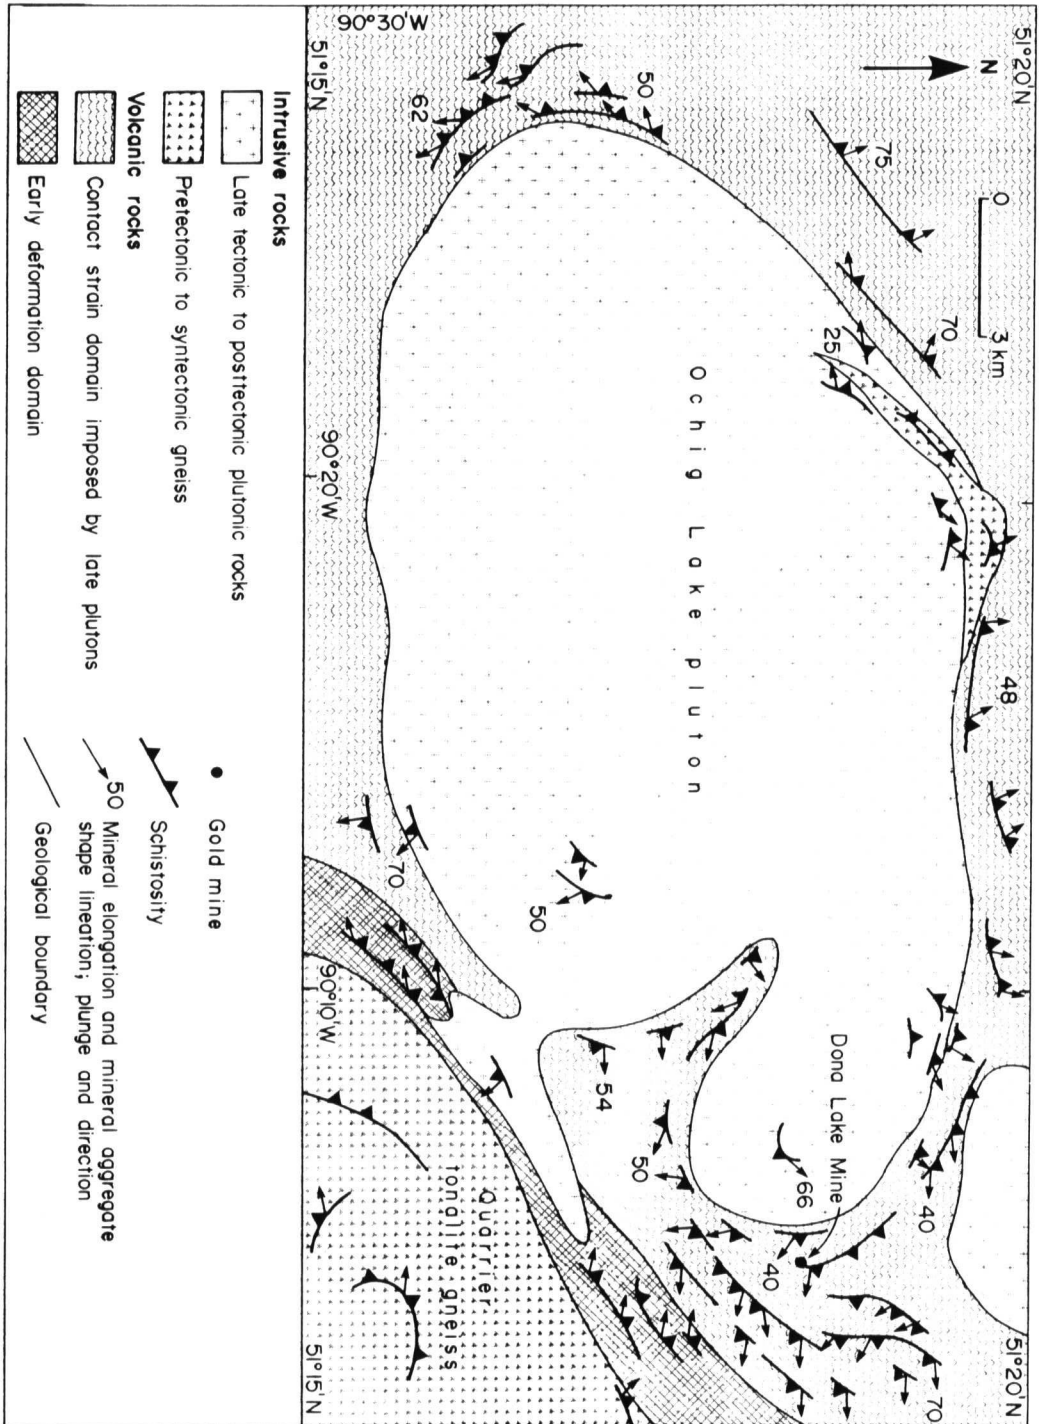 90°30'W
51°15'N
51°20'N
N
0
3 km
50
62
75
70
25
48
Ochig Lake pluton
90°20'W
70
50
90°10'W
54
50
Dona Lake Mine
66
40
40
70
Quarrier
tonalite gneiss
51°15'N
51°20'N
Intrusive rocks
Late tectonic to posttectonic plutonic rocks
Pretectonic to syntectonic gneiss
Volcanic rocks
Contact strain domain imposed by late plutons
Early deformation domain
Gold mine
Schistosity
50 Mineral elongation and mineral aggregate
shape lineation; plunge and direction
Geological boundary